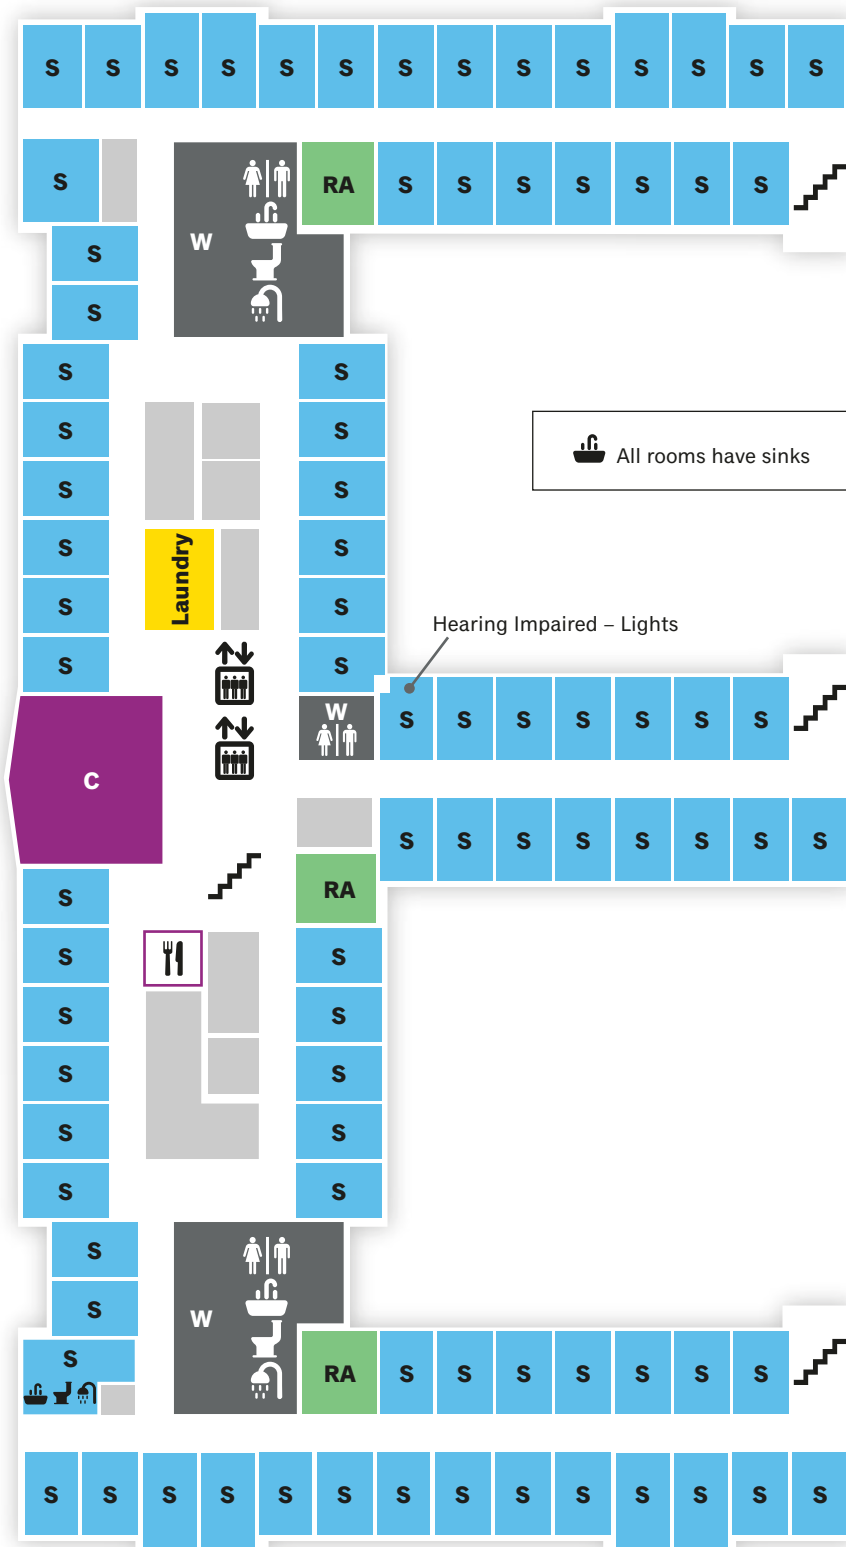 S S S S S S S S S S S S S S
S
W
RA S S S S S S S
S
S
S S
S S
S S
All rooms have sinks
S S
Laundry
S S
Hearing Impaired – Lights
S S
W
S S S S S S S
C
S S S S S S S S
RA
S
S S
S S
S S
S S
S S
S
S
W
S
RA S S S S S S S
S S S S S S S S S S S S S S